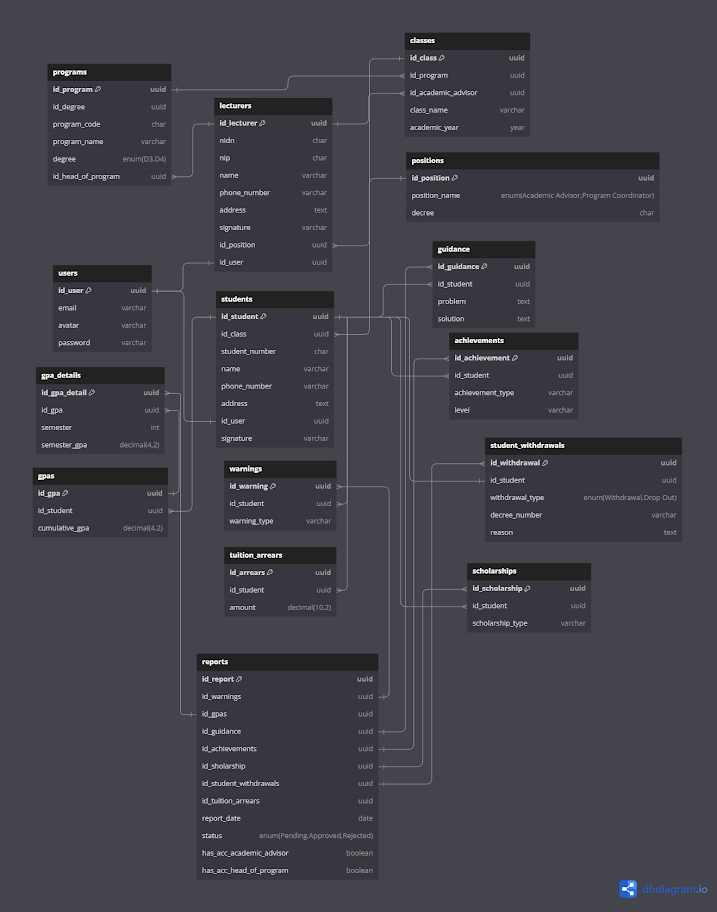 programs
id_program uuid
id_degree uuid
program_code char
program_name varchar
degree enum(D3,D4)
id_head_of_program uuid
lecturers
id_lecturer uuid
nidn char
nip char
name varchar
phone_number varchar
address text
signature varchar
id_position uuid
id_user uuid
classes
id_class uuid
id_program uuid
id_academic_advisor uuid
class_name varchar
academic_year year
positions
id_position uuid
position_name enum(Academic Advisor,Program Coordinator)
decree char
guidance
id_guidance uuid
id_student uuid
problem text
solution text
users
id_user uuid
email varchar
avatar varchar
password varchar
students
id_student uuid
id_class uuid
student_number char
name varchar
phone_number varchar
address text
id_user uuid
signature varchar
achievements
id_achievement uuid
id_student uuid
achievement_type varchar
level varchar
gpa_details
id_gpa_detail uuid
id_gpa uuid
semester int
semester_gpa decimal(4,2)
student_withdrawals
id_withdrawal uuid
id_student uuid
withdrawal_type enum(Withdrawal,Drop Out)
decree_number varchar
reason text
gpas
id_gpa uuid
id_student uuid
cumulative_gpa decimal(4,2)
warnings
id_warning uuid
id_student uuid
warning_type varchar
tuition_arrears
id_arrears uuid
id_student uuid
amount decimal(10,2)
scholarships
id_scholarship uuid
id_student uuid
scholarship_type varchar
reports
id_report uuid
id_warnings uuid
id_gpas uuid
id_guidance uuid
id_achievements uuid
id_sholarship uuid
id_student_withdrawals uuid
id_tuition_arrears uuid
report_date date
status enum(Pending,Approved,Rejected)
has_acc_academic_advisor boolean
has_acc_head_of_program boolean
dbdiagram.io